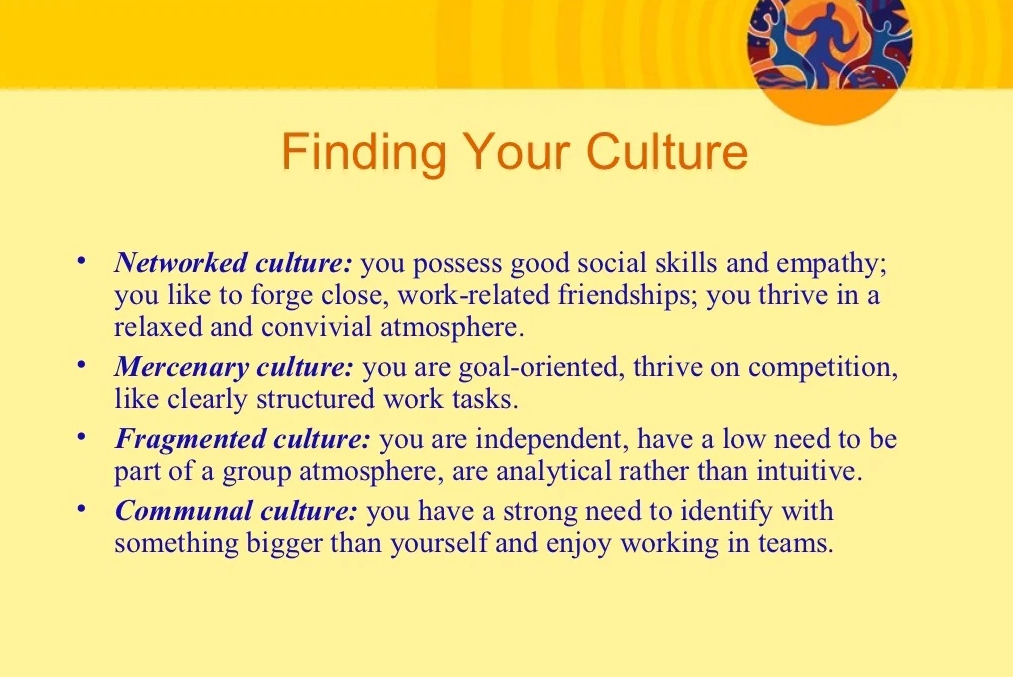 Finding Your Culture
• Networked culture: you possess good social skills and empathy;
you like to forge close, work-related friendships; you thrive in a
relaxed and convivial atmosphere.
• Mercenary culture: you are goal-oriented, thrive on competition,
like clearly structured work tasks.
• Fragmented culture: you are independent, have a low need to be
part of a group atmosphere, are analytical rather than intuitive.
• Communal culture: you have a strong need to identify with
something bigger than yourself and enjoy working in teams.